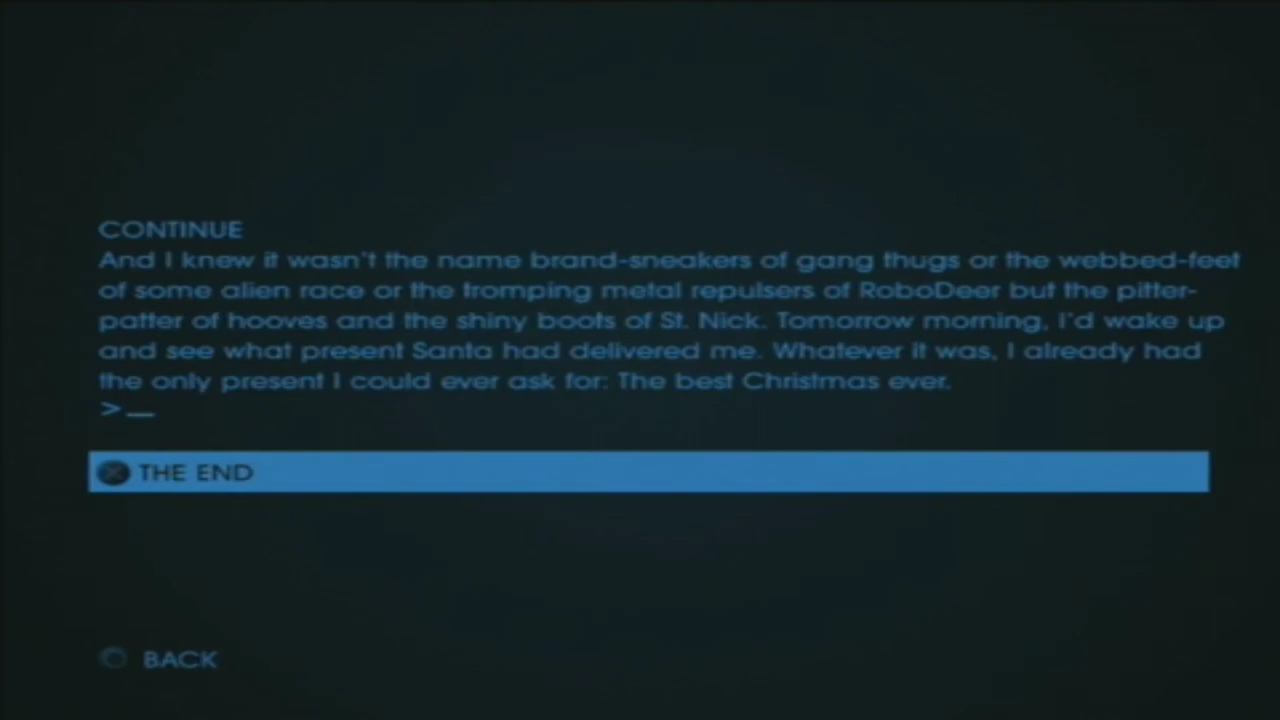 CONTINUE
And I knew it wasn't the name brand-sneakers of gang thugs or the webbed-feet
of some alien race or the tromping metal repulsers of RoboDeer but the pitter-
patter of hooves and the shiny boots of St. Nick. Tomorrow morning, I'd wake up
and see what present Santa had delivered me. Whatever it was, I already had
the only present I could ever ask for: The best Christmas ever.
>_
THE END
BACK